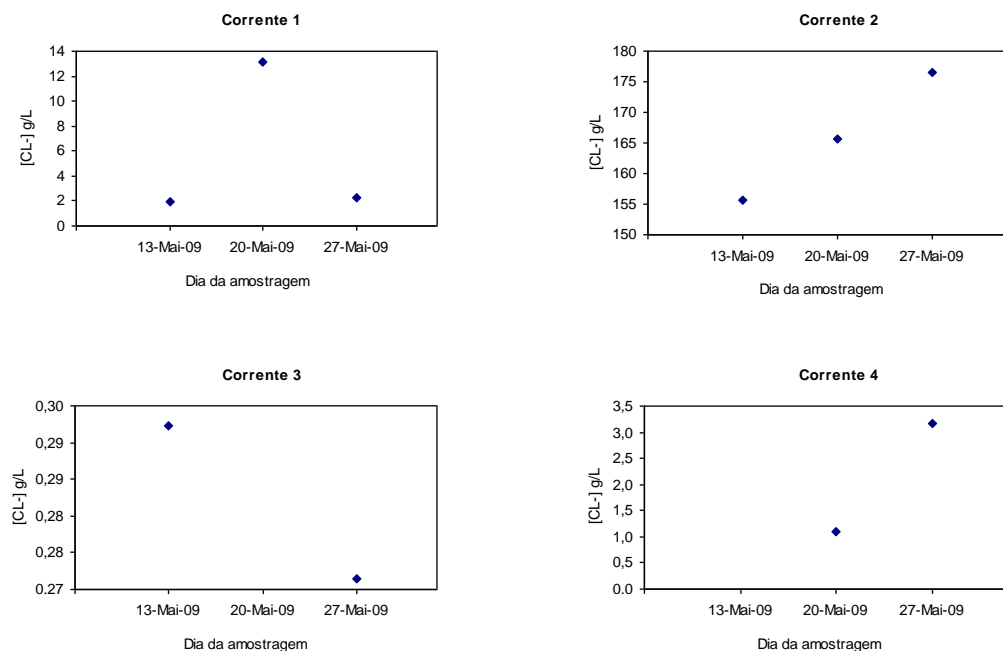 Corrente 1
14
12
10
8
6
4
2
0
[CL-] g/L
13-Mai-09 20-Mai-09 27-Mai-09
Dia da amostragem
Corrente 2
180
175
170
165
160
155
150
[CL-] g/L
13-Mai-09 20-Mai-09 27-Mai-09
Dia da amostragem
Corrente 3
0,30
0,29
0,29
0,28
0,28
0,27
[CL-] g/L
13-Mai-09 20-Mai-09 27-Mai-09
Dia da amostragem
Corrente 4
3,5
3,0
2,5
2,0
1,5
1,0
0,5
0,0
[CL-] g/L
13-Mai-09 20-Mai-09 27-Mai-09
Dia da amostragem